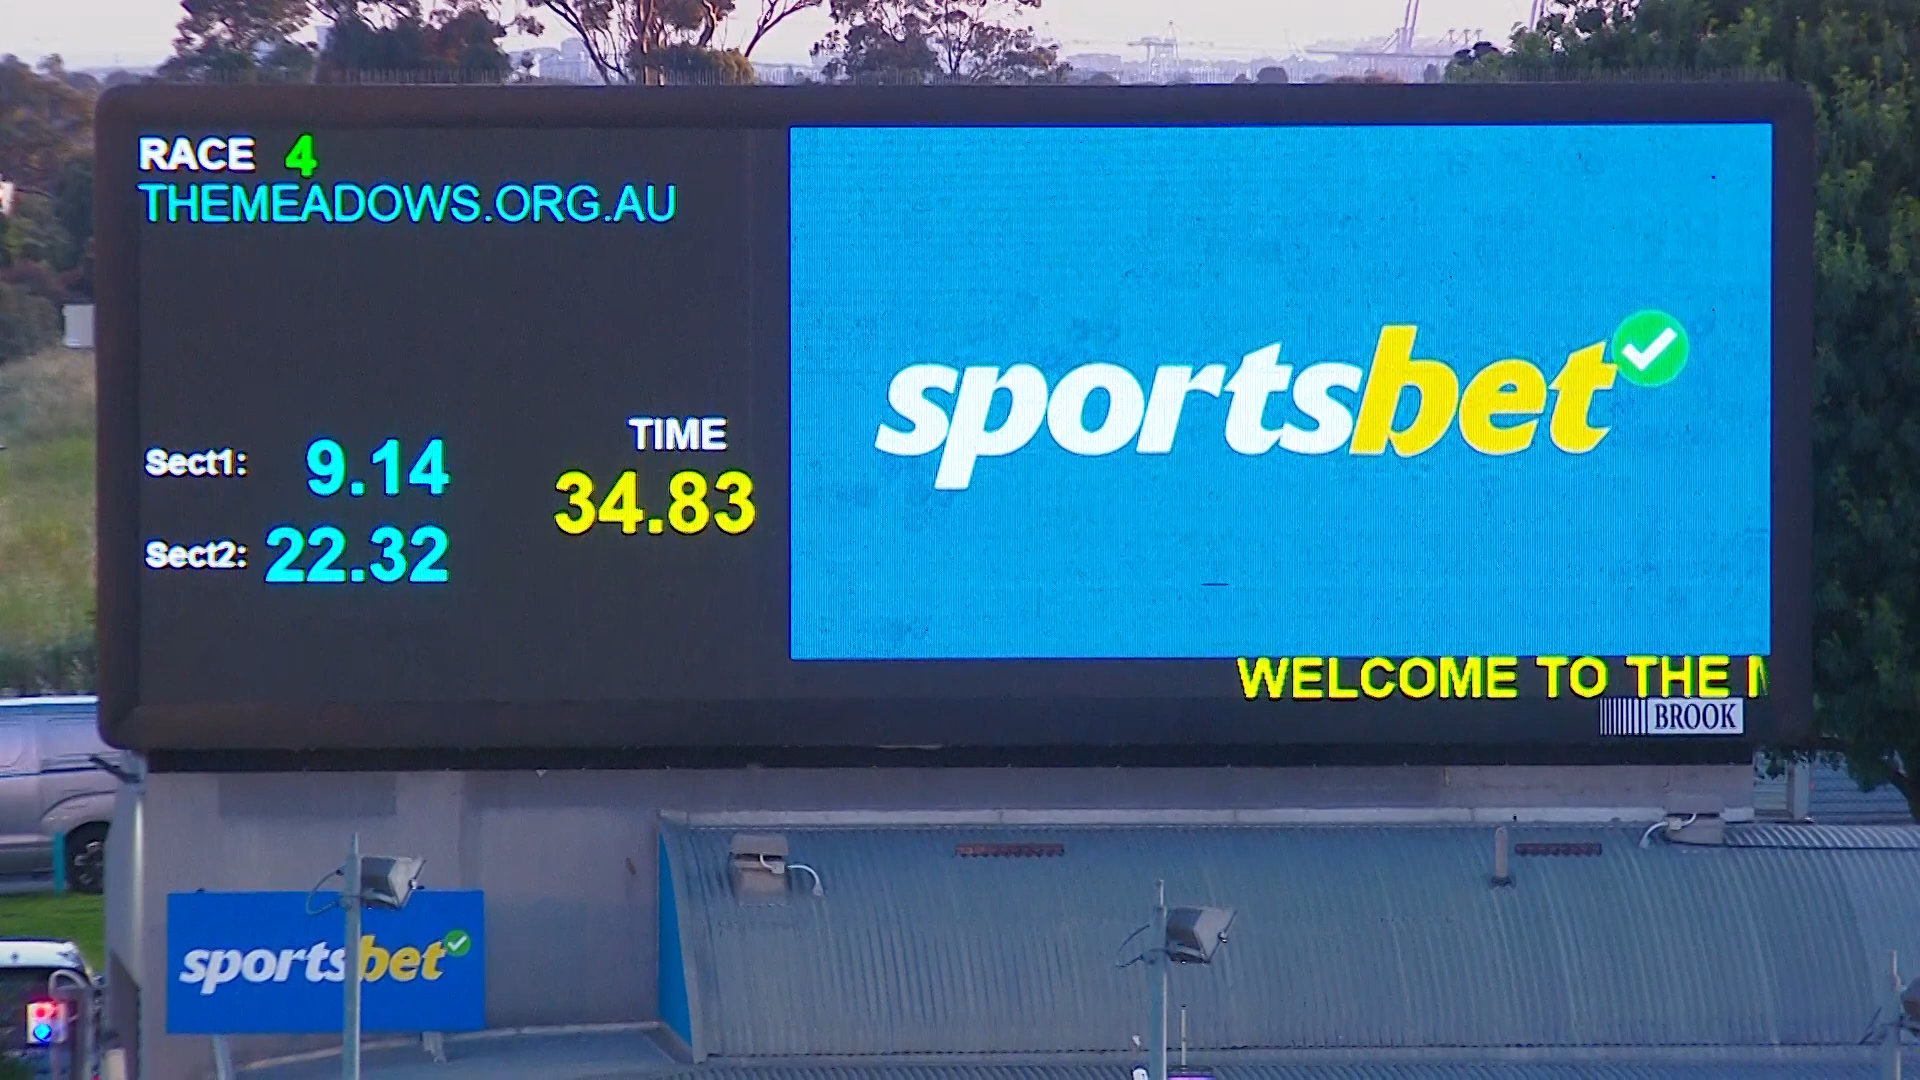 RACE 4
THEMEADOWS.ORG.AU
Sect1: 9.14
Sect2: 22.32
TIME
34.83
sportsbet
WELCOME TO THE
BROOK
sportsbet